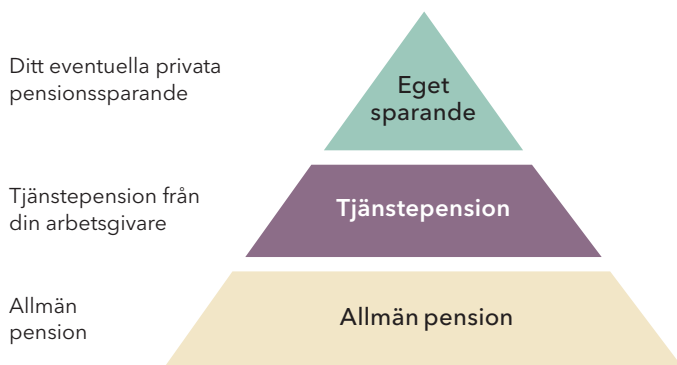 Ditt eventuella privata
pensionssparande
Eget
sparande
Tjänstepension från
din arbetsgivare
Tjänstepension
Allmän
pension
Allmän pension